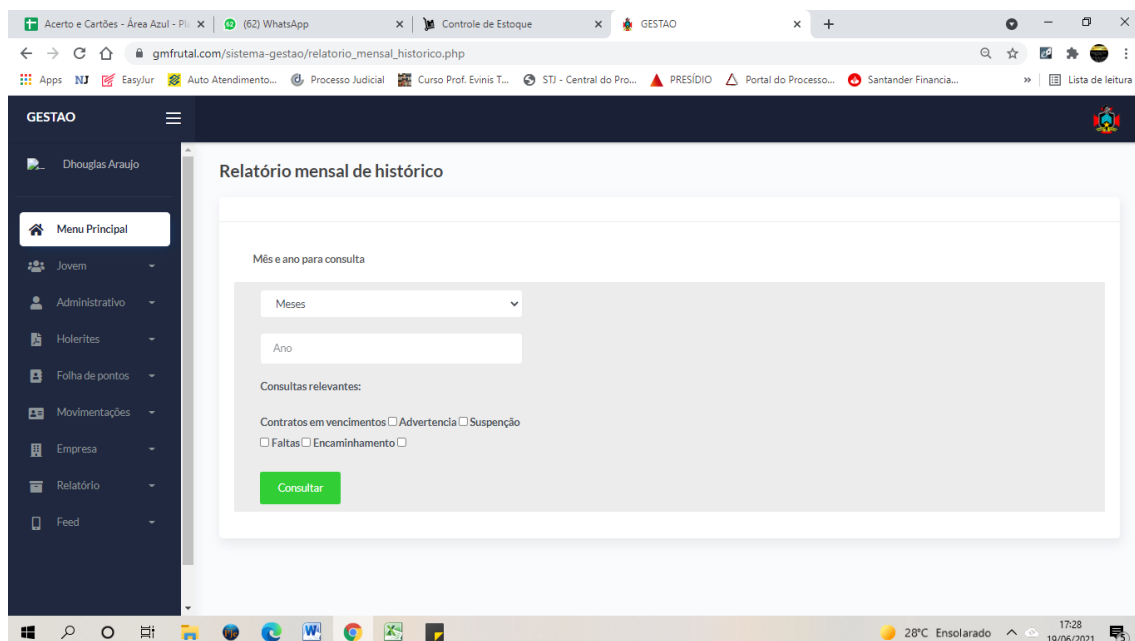 Acerto e Cartões - Área Azul - Pl
(62) WhatsApp
Controle de Estoque
GESTAO
gmfrutal.com/sistema-gestao/relatorio_mensal_historico.php
Apps
NJ
EasyJur
Auto Atendimento...
Processo Judicial
Curso Prof. Evinis T...
STJ - Central do Pro...
PRESÍDIO
Portal do Processo...
Santander Financia...
»
Lista de leitura
GESTAO
Dhouglas Araujo
Relatório mensal de histórico
Menu Principal
Jovem
Administrativo
Holerites
Folha de pontos
Movimentações
Empresa
Relatório
Feed
Mês e ano para consulta
Meses
Ano
Consultas relevantes:
Contratos em vencimentos Advertencia Suspenção
Faltas Encaminhamento
Consultar
28°C Ensolarado
17:28
19/06/2021